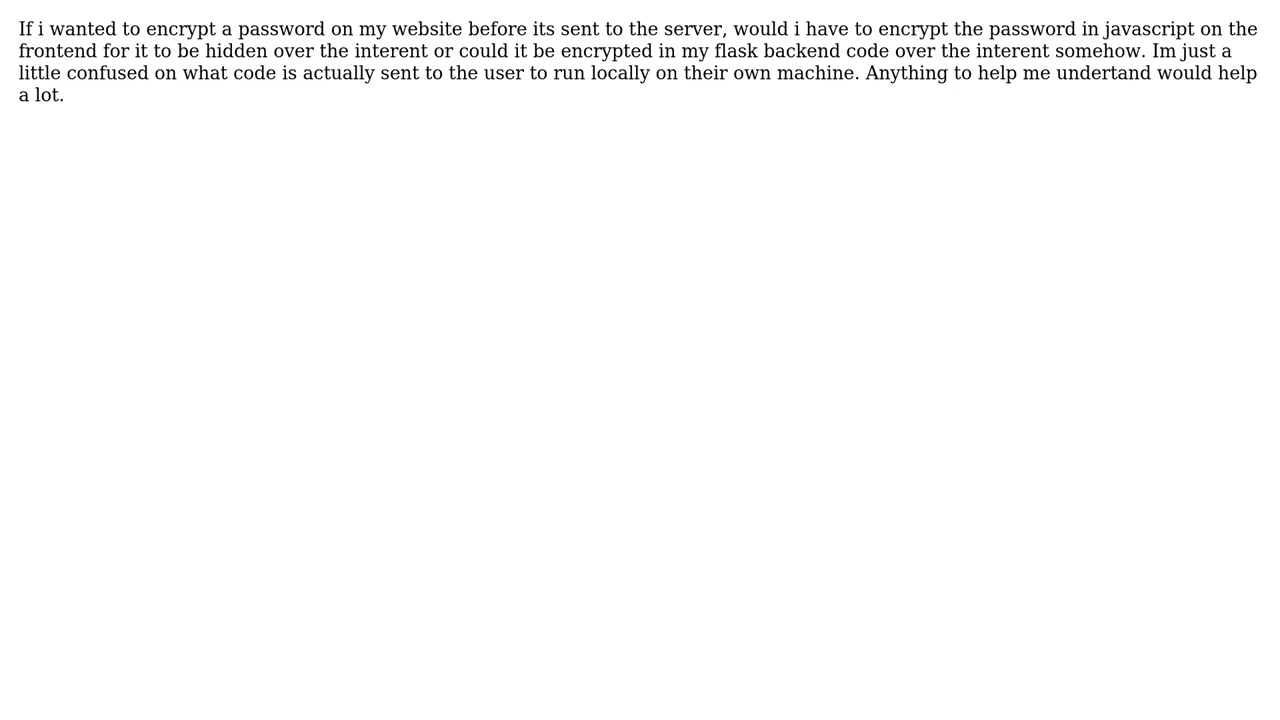 If i wanted to encrypt a password on my website before its sent to the server, would i have to encrypt the password in javascript on the
frontend for it to be hidden over the interent or could it be encrypted in my flask backend code over the interent somehow. Im just a
little confused on what code is actually sent to the user to run locally on their own machine. Anything to help me undertand would help
a lot.